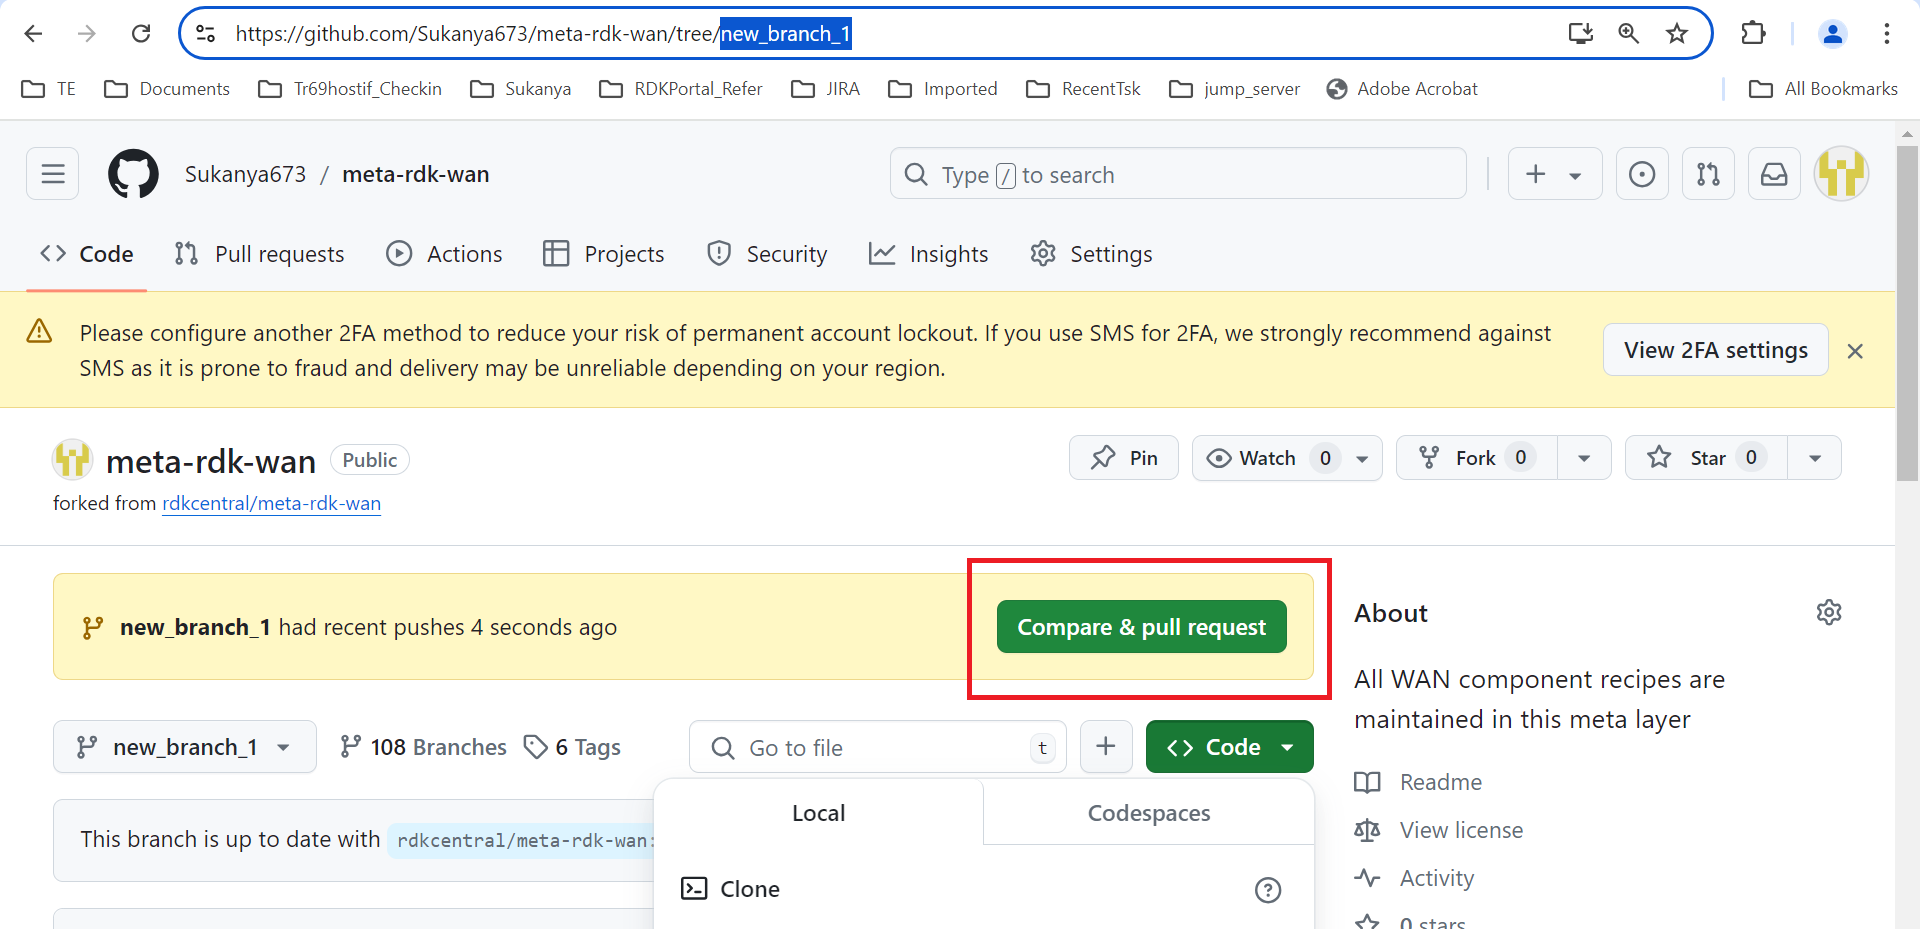 https://github.com/Sukanya673/meta-rdk-wan/tree/new_branch_1
TE Documents Tr69hostif_Checkin Sukanya RDKPortal_Refer JIRA Imported RecentTsk jump_server Adobe Acrobat All Bookmarks
Sukanya673 / meta-rdk-wan Type / to search
Code Pull requests Actions Projects Security Insights Settings
Please configure another 2FA method to reduce your risk of permanent account lockout. If you use SMS for 2FA, we strongly recommend against
SMS as it is prone to fraud and delivery may be unreliable depending on your region.
View 2FA settings
meta-rdk-wan Public
Pin Watch 0 Fork 0 Star 0
forked from rdkcentral/meta-rdk-wan
new_branch_1 had recent pushes 4 seconds ago
Compare & pull request
new_branch_1 108 Branches 6 Tags Go to file t Code
This branch is up to date with rdkcentral/meta-rdk-wan:
Local Codespaces
Clone
About
All WAN component recipes are
maintained in this meta layer
Readme
View license
Activity
0 stars